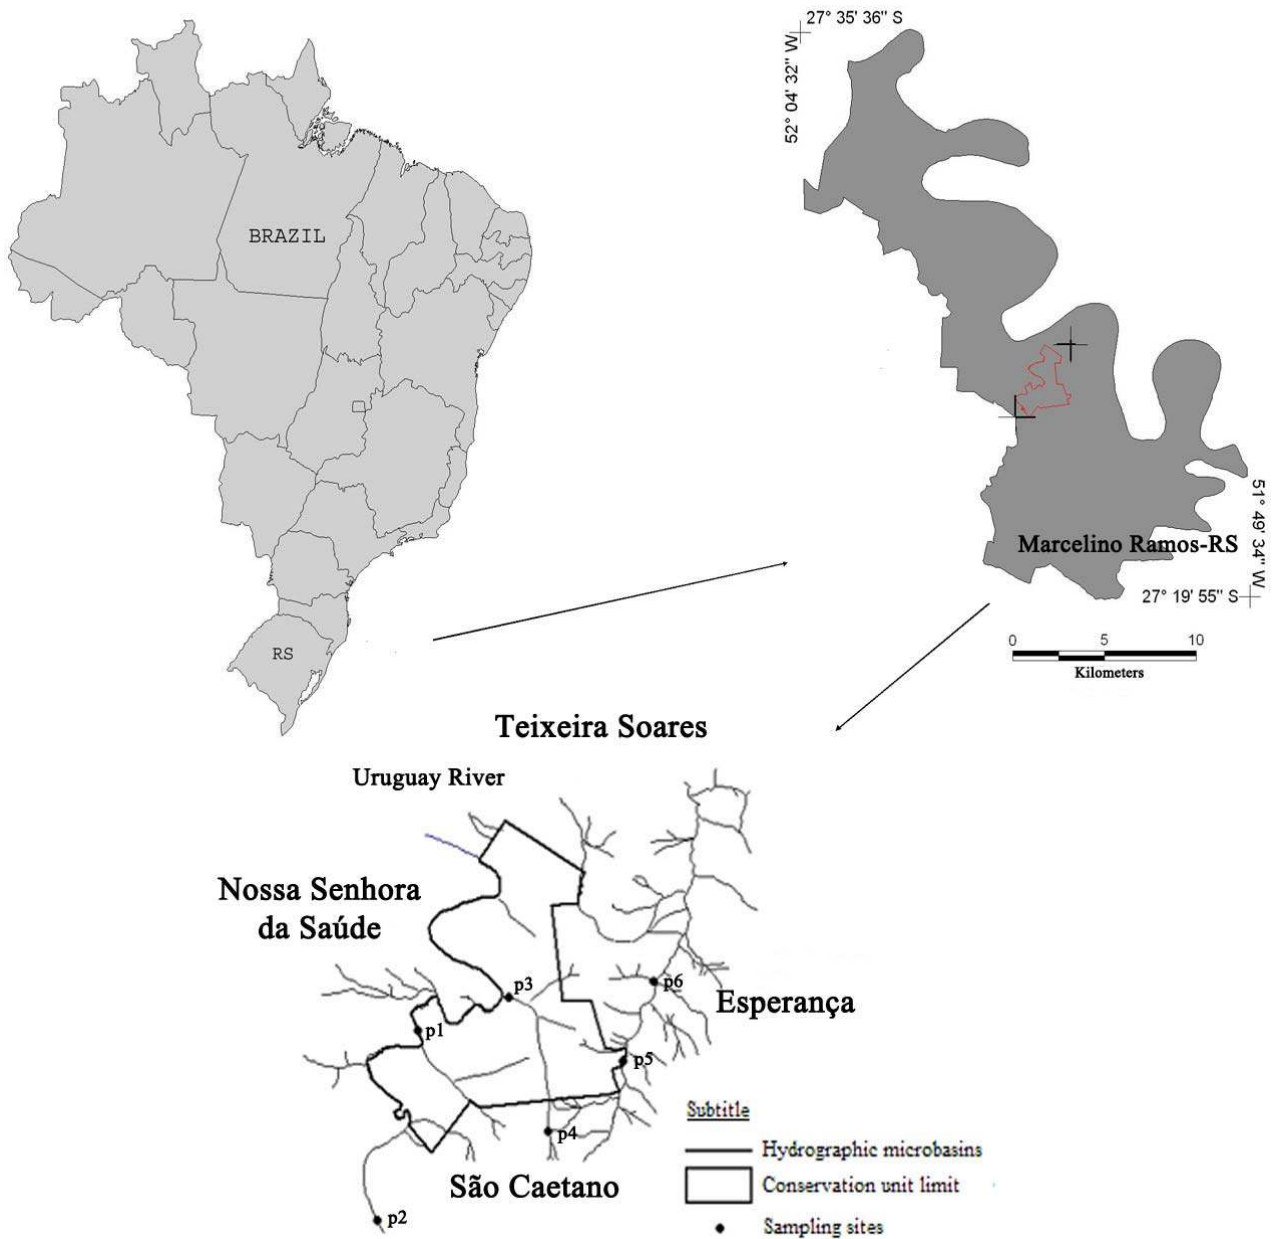 27° 35' 36" S
52° 04' 32" W
BRAZIL
RS
51° 49' 34" W
Marcelino Ramos-RS
27° 19' 55" S
0 5 10
Kilometers
Teixeira Soares
Uruguay River
Nossa Senhora
da Saúde
p3
p6
Esperança
p1
p5
p4
São Caetano
p2
Subtitle
Hydrographic microbasins
Conservation unit limit
Sampling sites